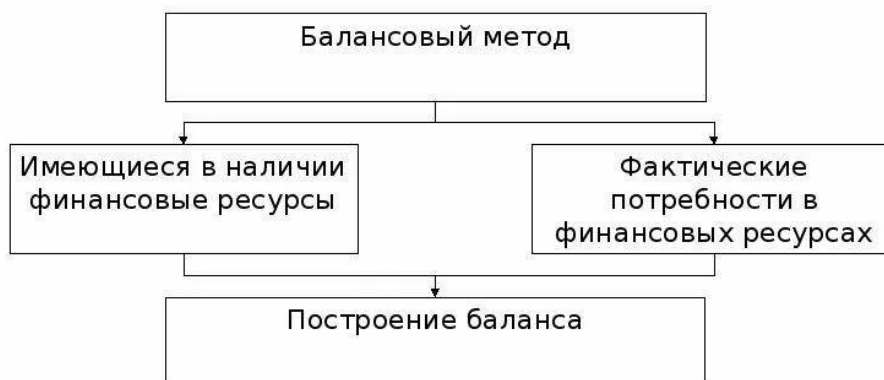 Балансовый метод
Имеющиеся в наличии
финансовые ресурсы
Фактические
потребности в
финансовых ресурсах
Построение баланса